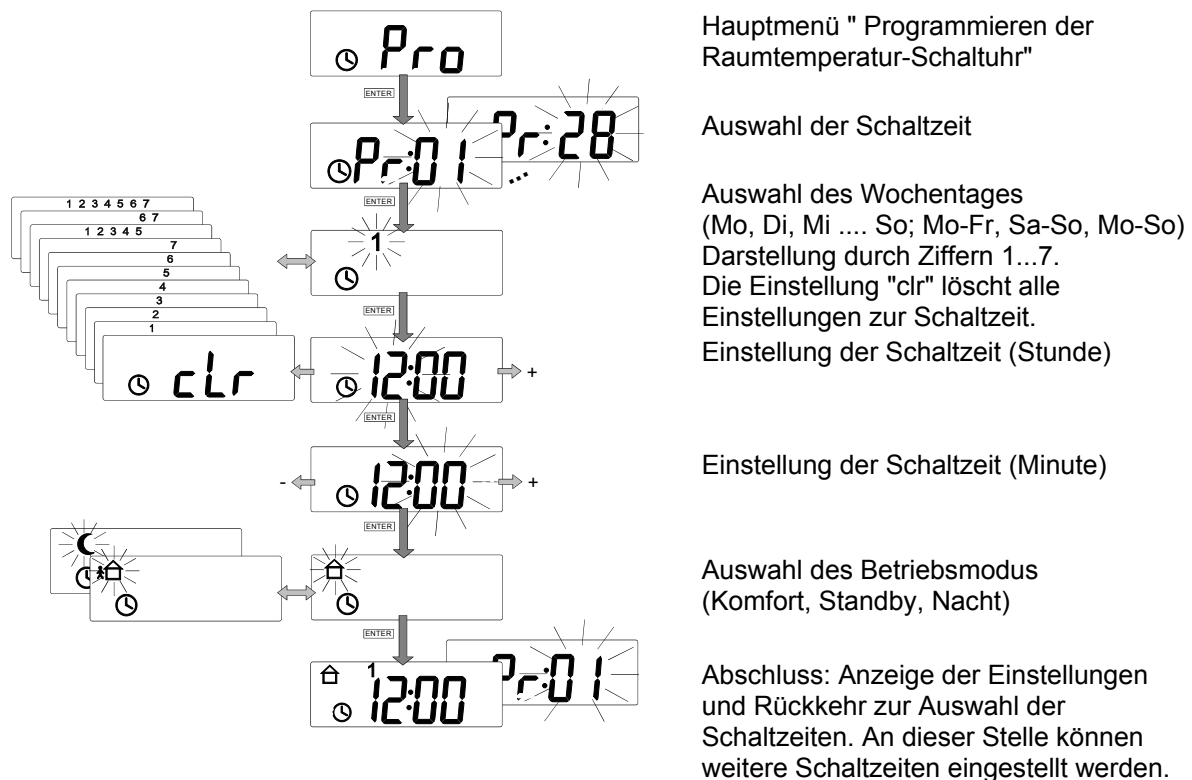 Pro
Hauptmenü " Programmieren der
Raumtemperatur-Schaltuhr"
ENTER
Pr:28
Pr:01
...
Auswahl der Schaltzeit
ENTER
Auswahl des Wochentages
(Mo, Di, Mi .... So; Mo-Fr, Sa-So, Mo-So)
Darstellung durch Ziffern 1...7.
Die Einstellung "clr" löscht alle
Einstellungen zur Schaltzeit.
1 2 3 4 5 6 7
6 7
1 2 3 4 5
7
6
5
4
3
2
1
cLr
1
ENTER
12:00
+
Einstellung der Schaltzeit (Stunde)
ENTER
-
12:00
+
Einstellung der Schaltzeit (Minute)
ENTER
Auswahl des Betriebsmodus
(Komfort, Standby, Nacht)
ENTER
1
12:00
Pr:01
Abschluss: Anzeige der Einstellungen
und Rückkehr zur Auswahl der
Schaltzeiten. An dieser Stelle können
weitere Schaltzeiten eingestellt werden.